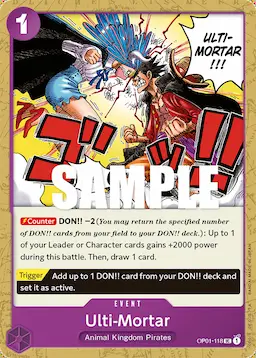 1
ULTI-
MORTAR
!!!
ゴッ!!
SAMPLE
Counter DON!! −2(You may return the specified number
of DON!! cards from your field to your DON!! deck.): Up to 1
of your Leader or Character cards gains +2000 power
during this battle. Then, draw 1 card.
Trigger Add up to 1 DON!! card from your DON!! deck and
set it as active.
EVENT
Ulti-Mortar
Animal Kingdom Pirates
OP01-118